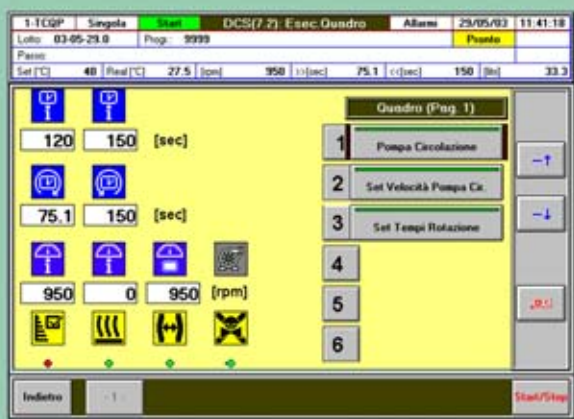 1-TCQP Singola Start DCS(7.2): Esec.Quadro Allarmi 29/05/03 11:41:18
Lotto: 03-05-29.0 Prog.: 9999 Pronto
Passo:
Set [°C] 40 Real [°C] 27.5 [rpm] 950 >>[sec] 75.1 <<[sec] 150 [ltri] 33.3
Quadro (Pag. 1)
120 150 [sec]
1 Pompa Circolazione
2 Set Velocità Pompa Cir.
75.1 150 [sec]
3 Set Tempi Rotazione
4
950 0 950 [rpm]
5
6
Indietro - 1 - Start/Stop